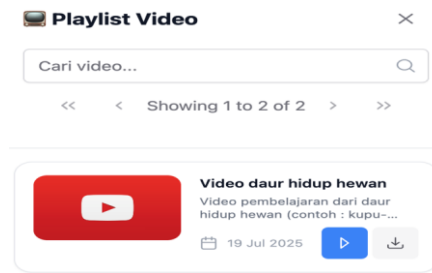 Playlist Video
Cari video...
<< < Showing 1 to 2 of 2 > >>
Video daur hidup hewan
Video pembelajaran dari daur
hidup hewan (contoh : kupu-...
19 Jul 2025